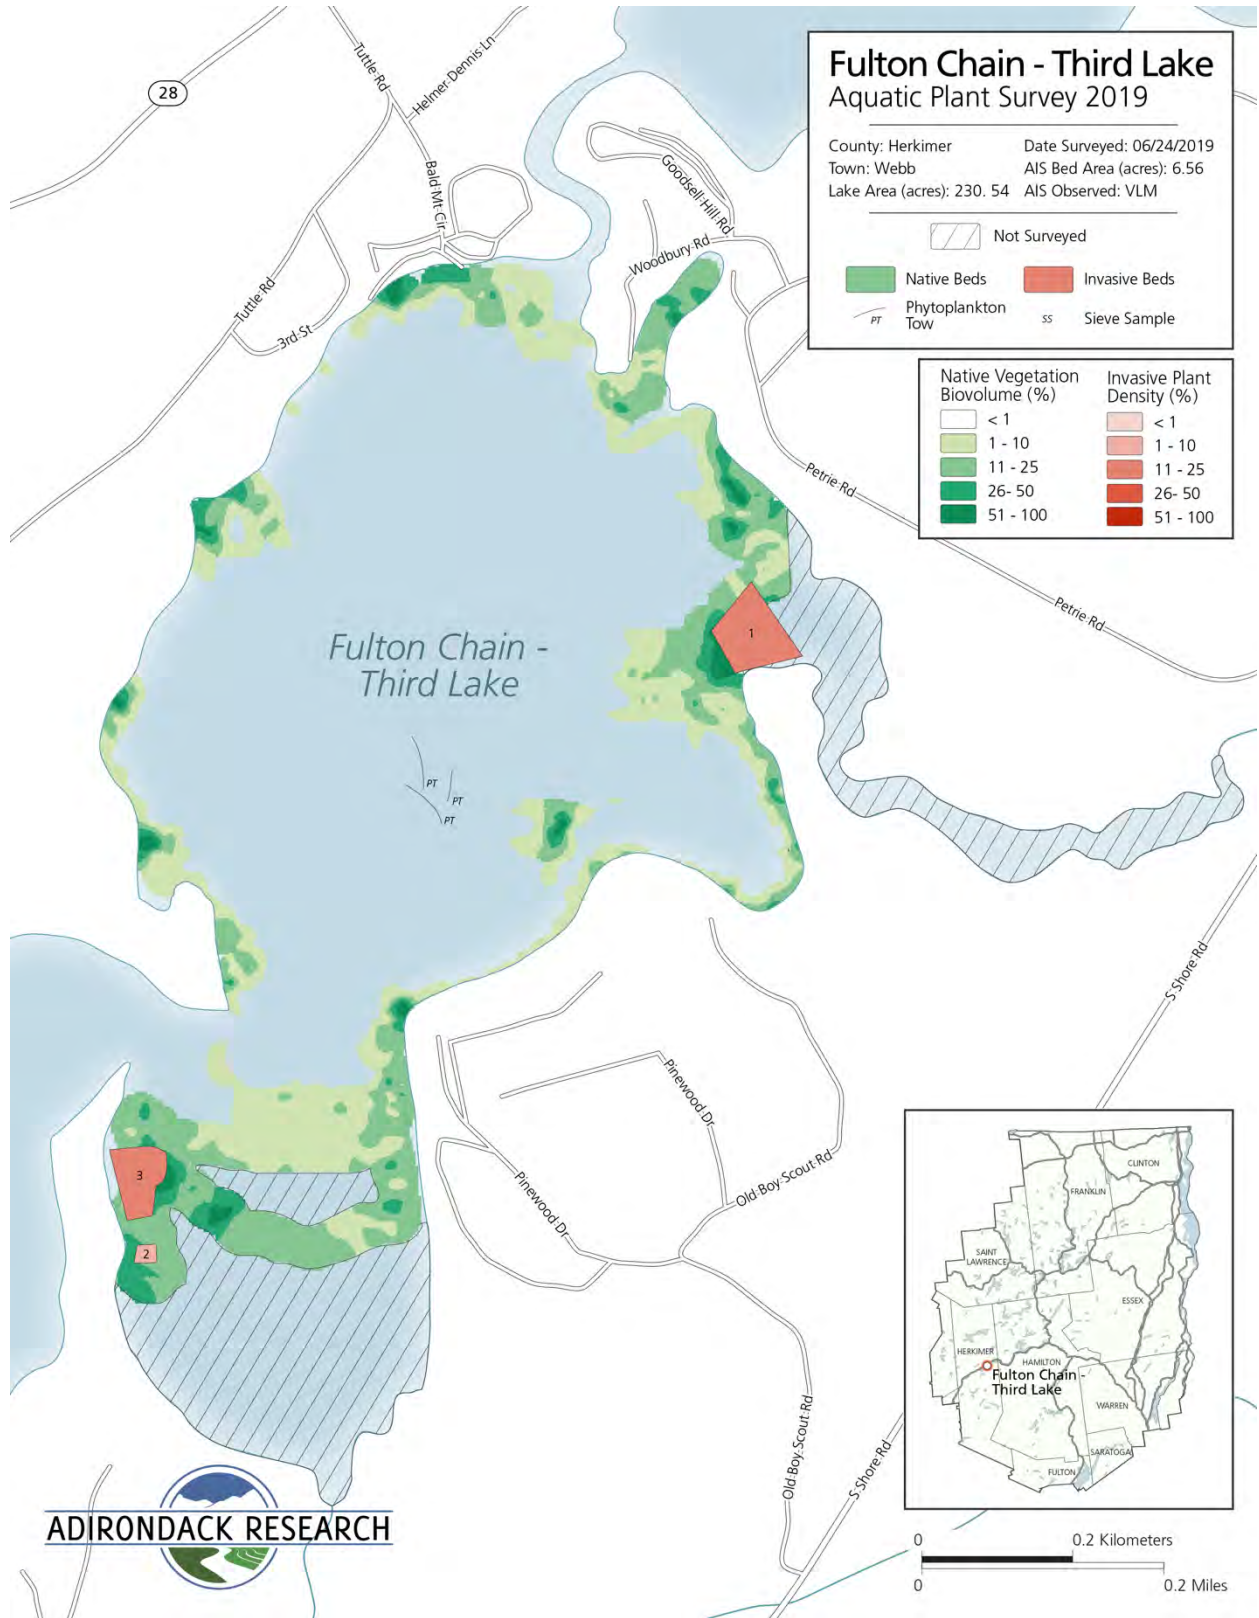 Fulton Chain - Third Lake
Aquatic Plant Survey 2019
County: Herkimer
Date Surveyed: 06/24/2019
Town: Webb
AIS Bed Area (acres): 6.56
Lake Area (acres): 230. 54
AIS Observed: VLM
Not Surveyed
Native Beds
Invasive Beds
PT
Phytoplankton
Tow
SS
Sieve Sample
Native Vegetation
Biovolume (%)
< 1
1 - 10
11 - 25
26- 50
51 - 100
Invasive Plant
Density (%)
< 1
1 - 10
11 - 25
26- 50
51 - 100
28
Tuttle Rd
Helmer-Dennis-Ln
Bald-Mt-Cir
Goodsell-Hill-Rd
Woodbury-Rd
Tuttle-Rd
3rd-St
Petrie-Rd
Petrie-Rd
1
Fulton Chain -
Third Lake
PT
PT
PT
S-Shore-Rd
Pinewood-Dr
Old-Boy-Scout-Rd
Pinewood-Dr
3
2
Old-Boy-Scout-Rd
S-Shore-Rd
CLINTON
FRANKLIN
SAINT
LAWRENCE
ESSEX
HERKIMER
HAMILTON
Fulton Chain -
Third Lake
WARREN
SARATOGA
FULTON
ADIRONDACK RESEARCH
0
0.2 Kilometers
0
0.2 Miles